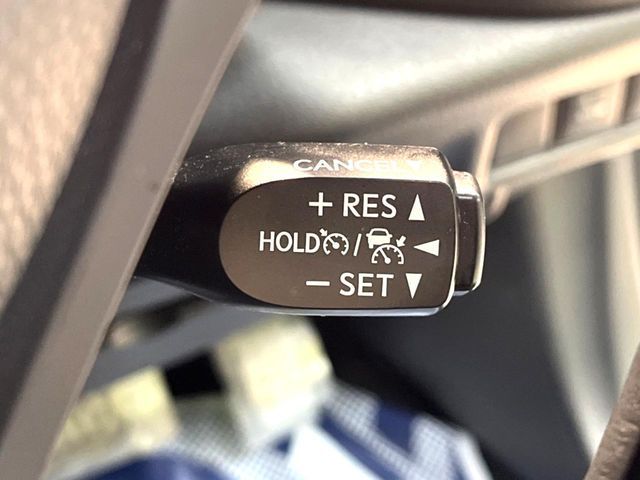 CANCEL ▼
+ RES ▲
HOLD / ◄
− SET ▼